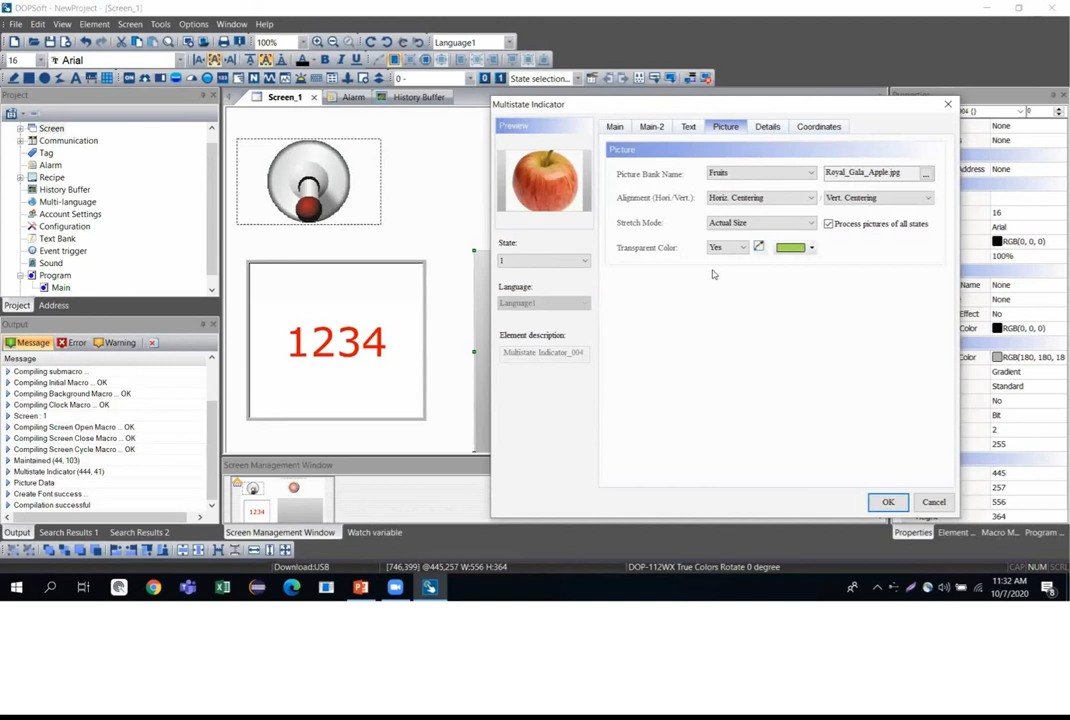 DOPSoft - NewProject - [Screen_1]
File Edit View Element Screen Tools Options Window Help
100% Language1
16 Arial
0 - 0 1 State selection...
Project
Screen
Communication
Tag
Alarm
Recipe
History Buffer
Multi-language
Account Settings
Configuration
Text Bank
Event trigger
Sound
Program
Main
Project Address
Output
Message Error Warning
Message
Compiling submacro ..
Compiling Initial Macro .. OK
Compiling Background Macro .. OK
Compiling Clock Macro .. OK
Screen : 1
Compiling Screen Open Macro .. OK
Compiling Screen Close Macro .. OK
Compiling Screen Cycle Macro .. OK
Maintained (44, 103)
Multistate Indicator (444, 41)
Picture Data
Create Font success ..
Compilation successful
Output Search Results 1 Search Results 2
Screen_1 Alarm History Buffer
1234
Screen Management Window
1234
Screen Management Window Watch variable
Multistate Indicator
Preview
State:
1
Language:
Language1
Element description:
Multistate Indicator_004
Main Main-2 Text Picture Details Coordinates
Picture
Picture Bank Name: Fruits Royal_Gala_Apple.jpg ...
Alignment (Hori/Vert.): Horiz. Centering / Vert. Centering
Stretch Mode: Actual Size Process pictures of all states
Transparent Color: Yes
OK Cancel
None
None
Address None
None
16
Arial
RGB(0, 0, 0)
100%
None
None
Effect No
Color RGB(0, 0, 0)
Color RGB(180, 180, 18
Gradient
Standard
No
Bit
2
255
445
257
556
364
Properties Element ... Macro M... Program ...
Download:USB [746,399] @445,257 W:556 H:364 DOP-112WX True Colors Rotate 0 degree CAP NUM SCRL
11:32 AM
10/7/2020
8